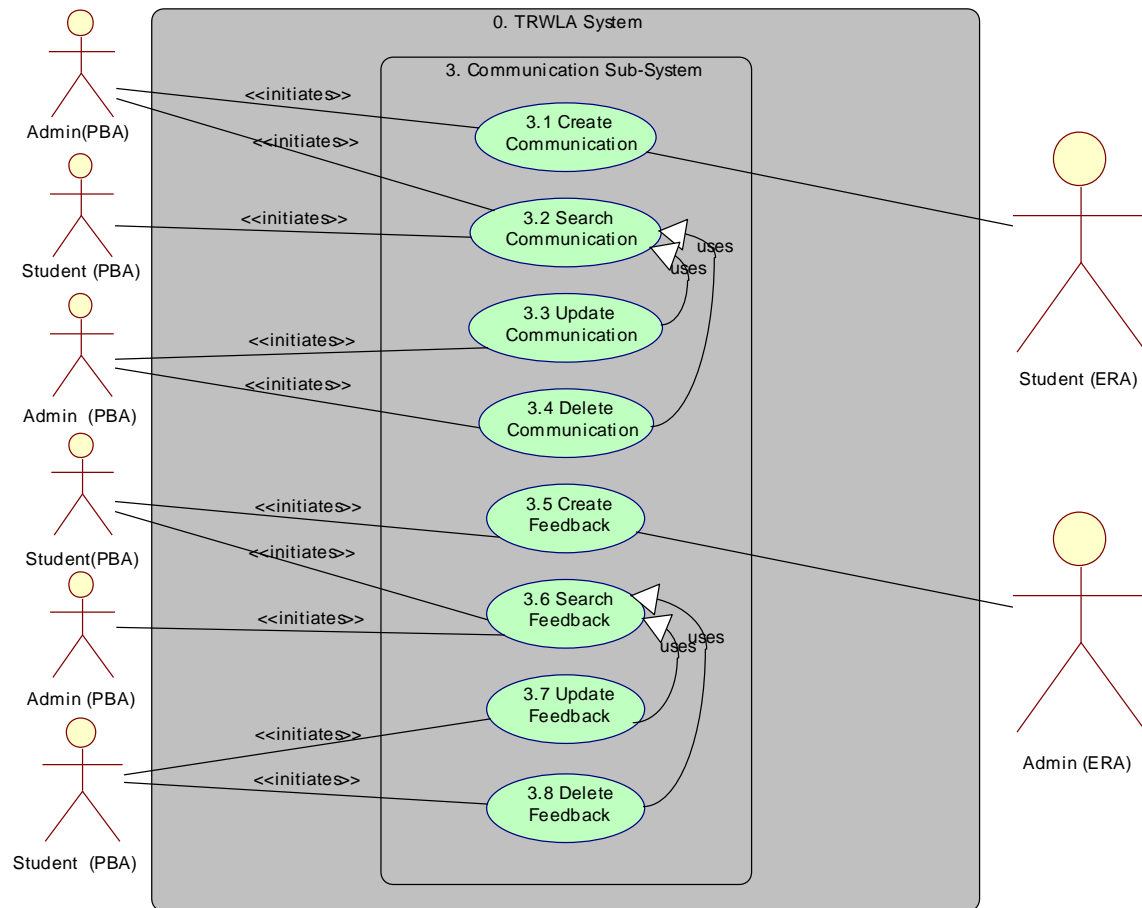 0. TRWLA System
3. Communication Sub-System
Admin(PBA)
Student (PBA)
Admin (PBA)
Student(PBA)
Admin (PBA)
Student (PBA)
<<initiates>>
<<initiates>>
<<initiates>>
<<initiates>>
<<initiates>>
<<initiates>>
<<initiates>>
<<initiates>>
<<initiates>>
<<initiates>>
3.1 Create
Communication
3.2 Search
Communication
uses
uses
3.3 Update
Communication
3.4 Delete
Communication
3.5 Create
Feedback
3.6 Search
Feedback
uses
uses
3.7 Update
Feedback
3.8 Delete
Feedback
Student (ERA)
Admin (ERA)